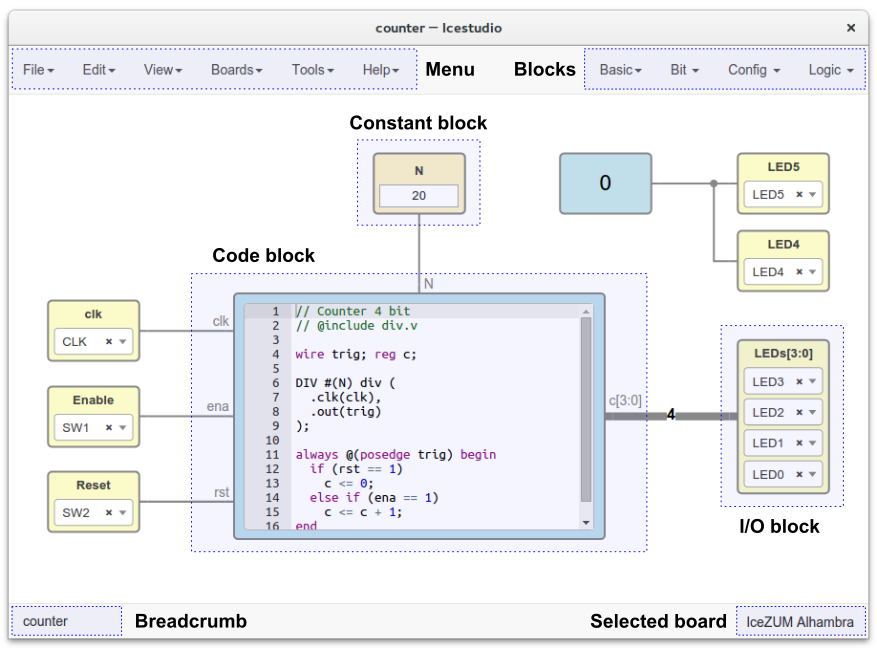 counter – Icestudio ×
File Edit View Boards Tools Help Menu Blocks Basic Bit Config Logic
Constant block
N
20
N
0
LED5
LED5 ×
LED4
LED4 ×
Code block
clk
CLK ×
clk
Enable
SW1 ×
ena
Reset
SW2 ×
rst
1 // Counter 4 bit
2 // @include div.v
3
4 wire trig; reg c;
5
6 DIV #(N) div (
7 .clk(clk),
8 .out(trig)
9 );
10
11 always @(posedge trig) begin
12 if (rst == 1)
13 c <= 0;
14 else if (ena == 1)
15 c <= c + 1;
16 end
c[3:0]
4
LEDs[3:0]
LED3 ×
LED2 ×
LED1 ×
LED0 ×
I/O block
counter Breadcrumb Selected board IceZUM Alhambra